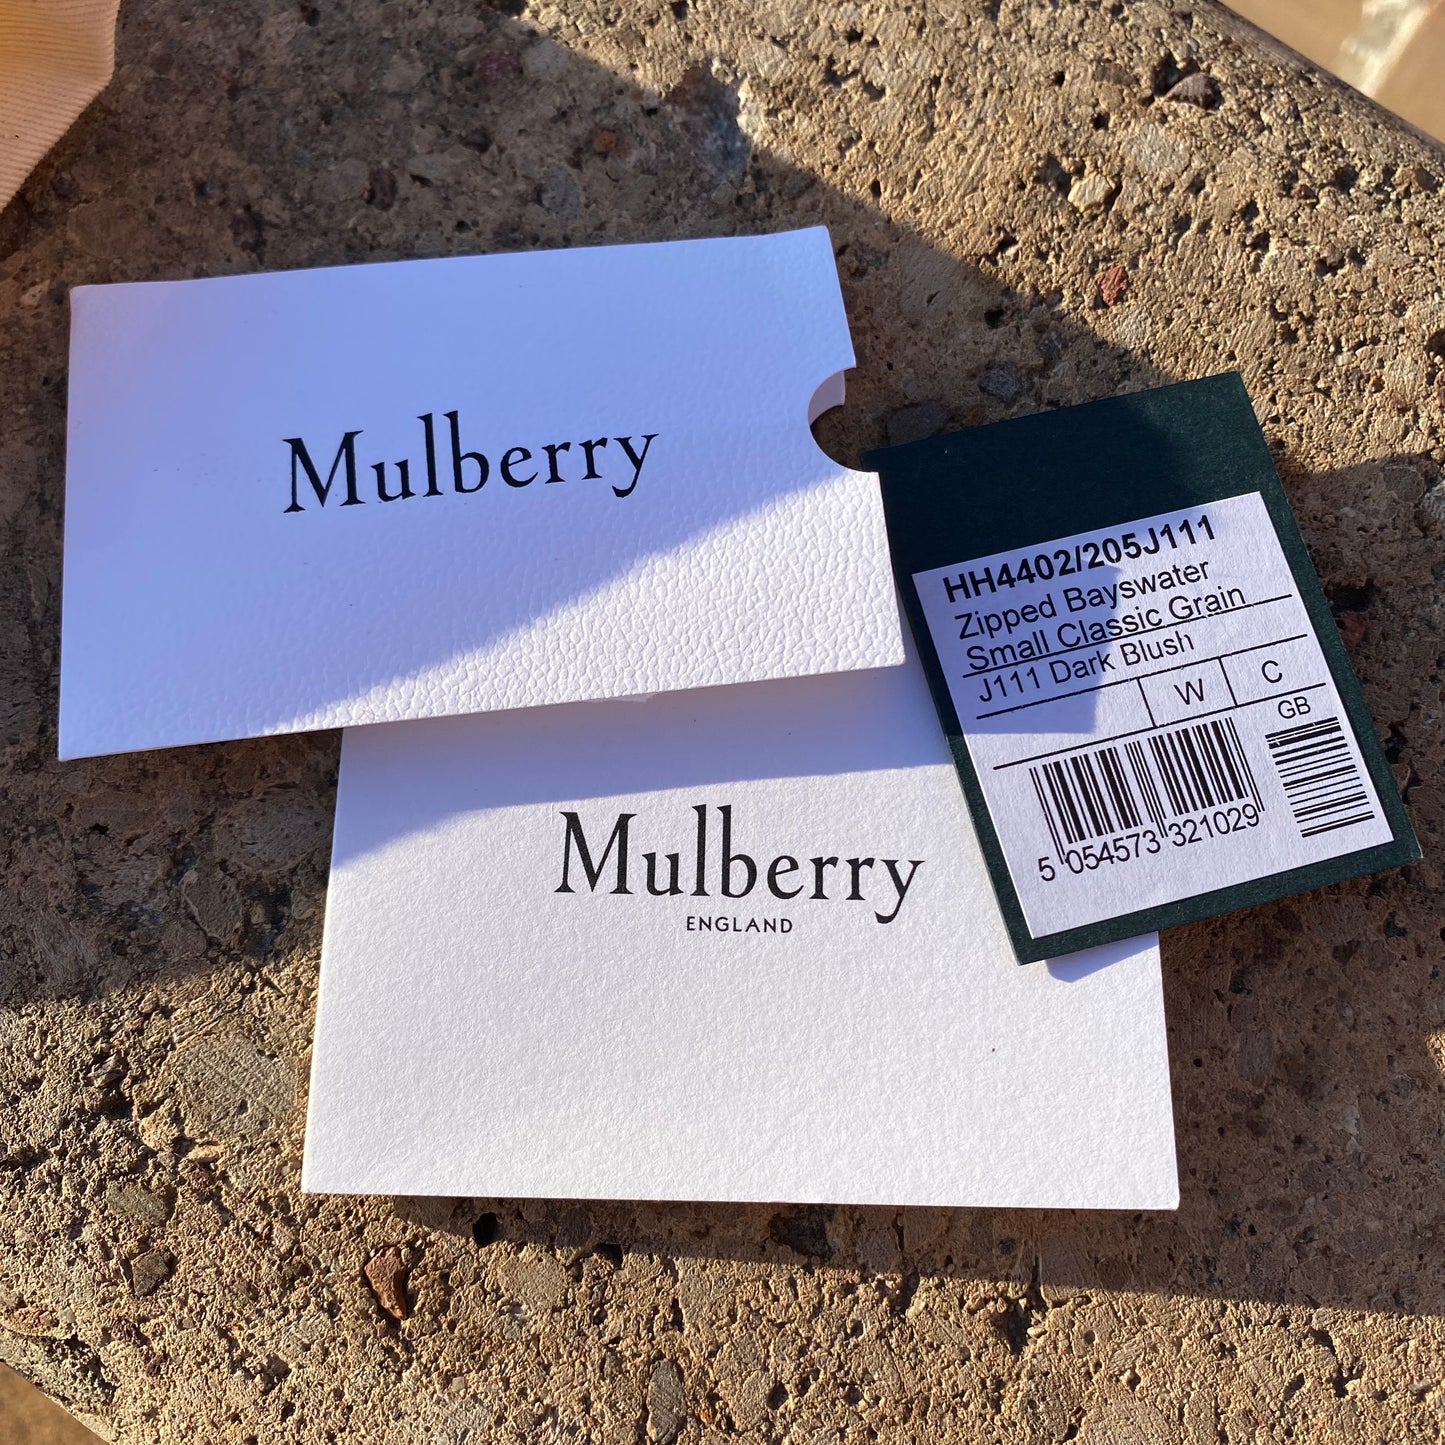 Mulberry
HH4402/205J111
Zipped Bayswater
Small Classic Grain
J111 Dark Blush
W C
GB
5 054573 321029
Mulberry
ENGLAND